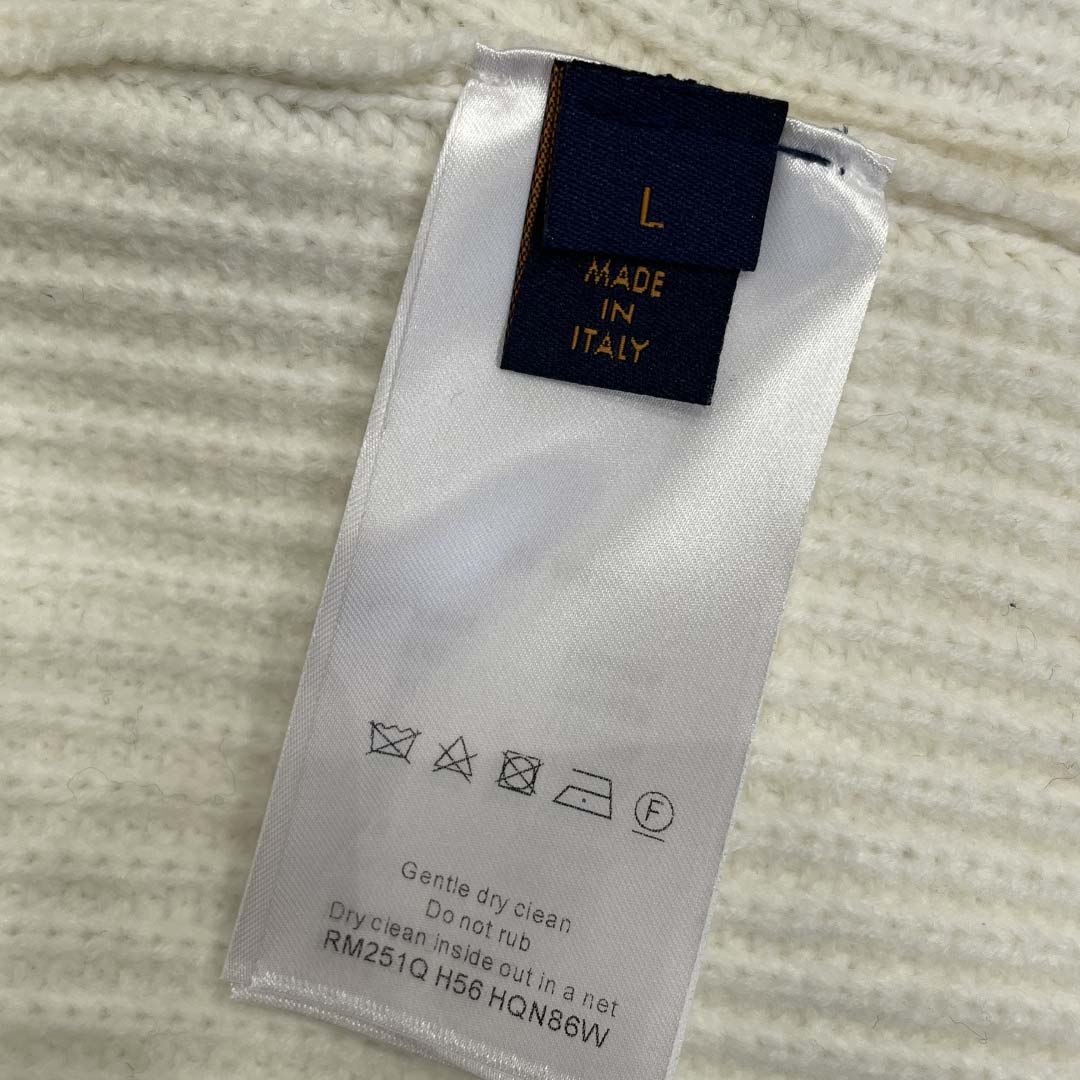 L
MADE
IN
ITALY
F
Gentle dry clean
Do not rub
Dry clean inside out in a net
RM251Q H56 HQN86W